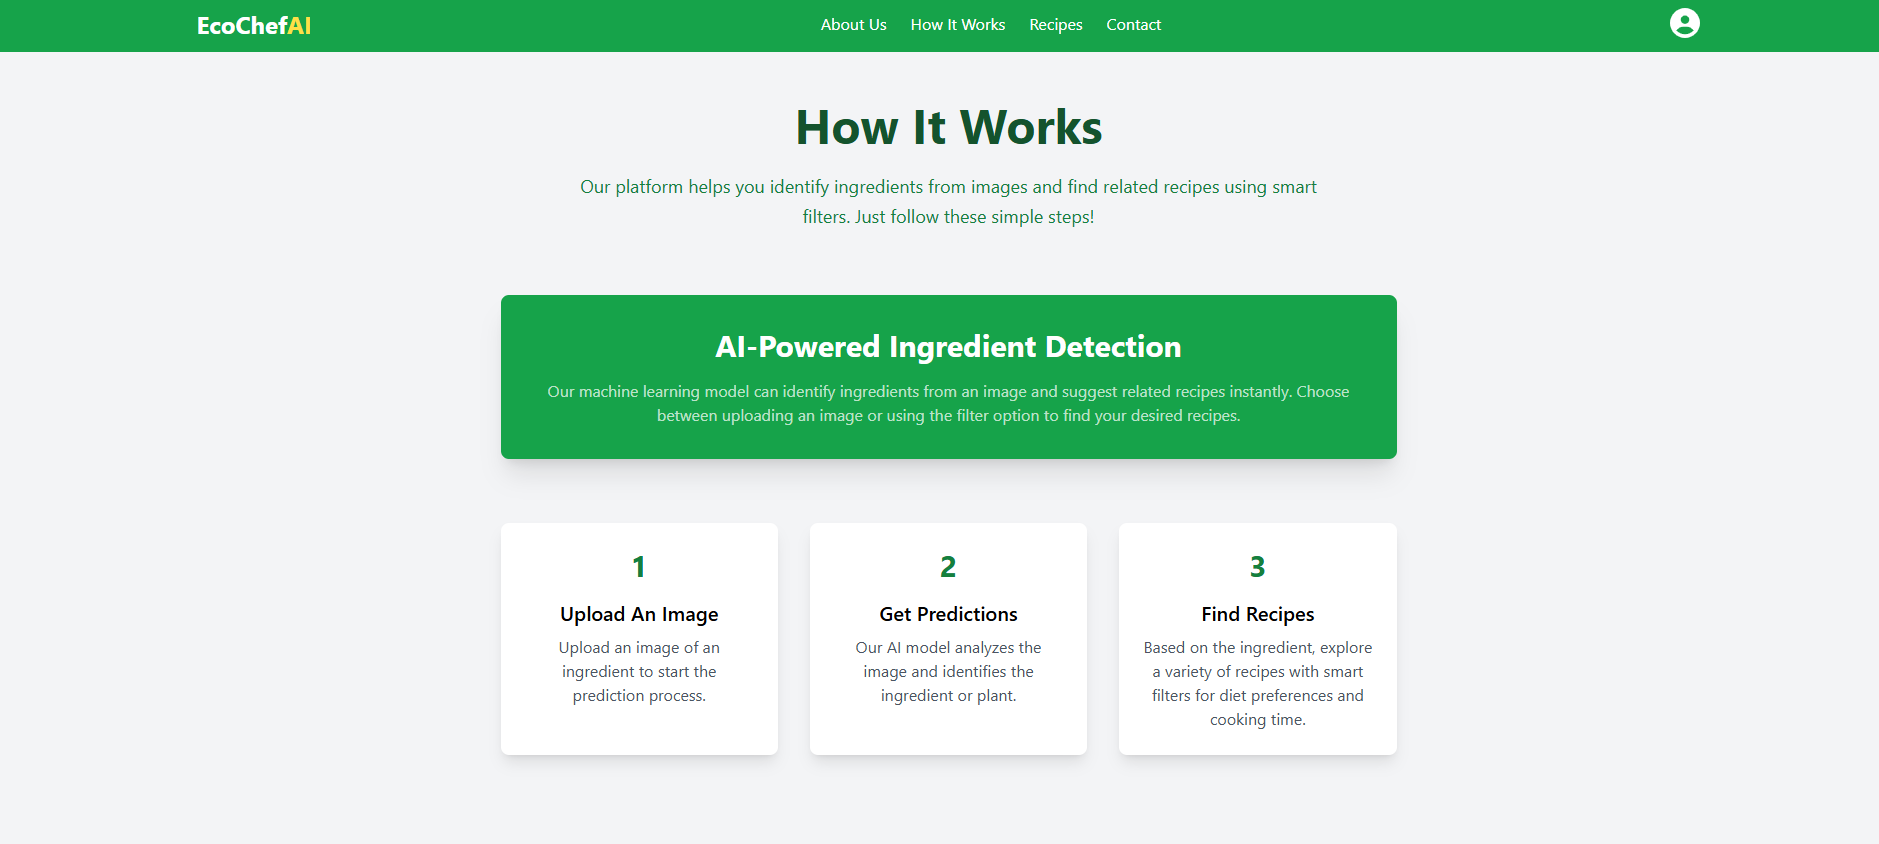 EcoChefAI
About Us
How It Works
Recipes
Contact
How It Works
Our platform helps you identify ingredients from images and find related recipes using smart
filters. Just follow these simple steps!
AI-Powered Ingredient Detection
Our machine learning model can identify ingredients from an image and suggest related recipes instantly. Choose
between uploading an image or using the filter option to find your desired recipes.
1
Upload An Image
Upload an image of an
ingredient to start the
prediction process.
2
Get Predictions
Our AI model analyzes the
image and identifies the
ingredient or plant.
3
Find Recipes
Based on the ingredient, explore
a variety of recipes with smart
filters for diet preferences and
cooking time.